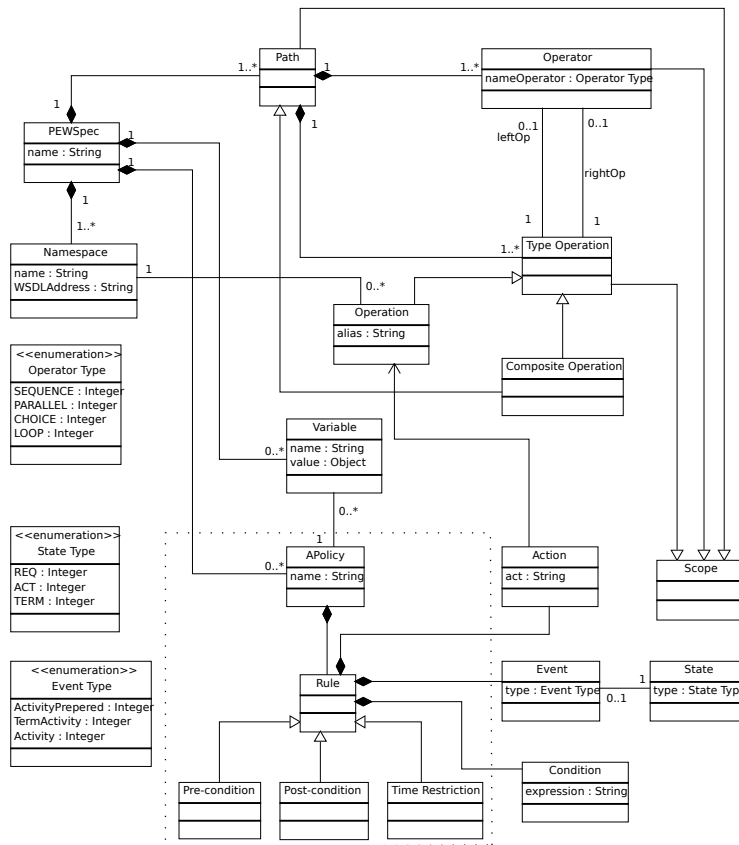 Path
Operator
nameOperator : Operator Type
1..*
1
1..*
1
1
0..1
0..1
leftOp
rightOp
PEWSpec
name : String
1
1
1
1..*
1
1
1..*
Type Operation
Namespace
name : String
WSDLAddress : String
1
0..*
Operation
alias : String
<<enumeration>>
Operator Type
SEQUENCE : Integer
PARALLEL : Integer
CHOICE : Integer
LOOP : Integer
Composite Operation
Variable
name : String
value : Object
0..*
0..*
1
<<enumeration>>
State Type
REQ : Integer
ACT : Integer
TERM : Integer
APolicy
name : String
0..*
Action
act : String
Scope
<<enumeration>>
Event Type
ActivityPrepered : Integer
TermActivity : Integer
Activity : Integer
Rule
Event
type : Event Type
1
0..1
State
type : State Typ
Pre-condition
Post-condition
Time Restriction
Condition
expression : String